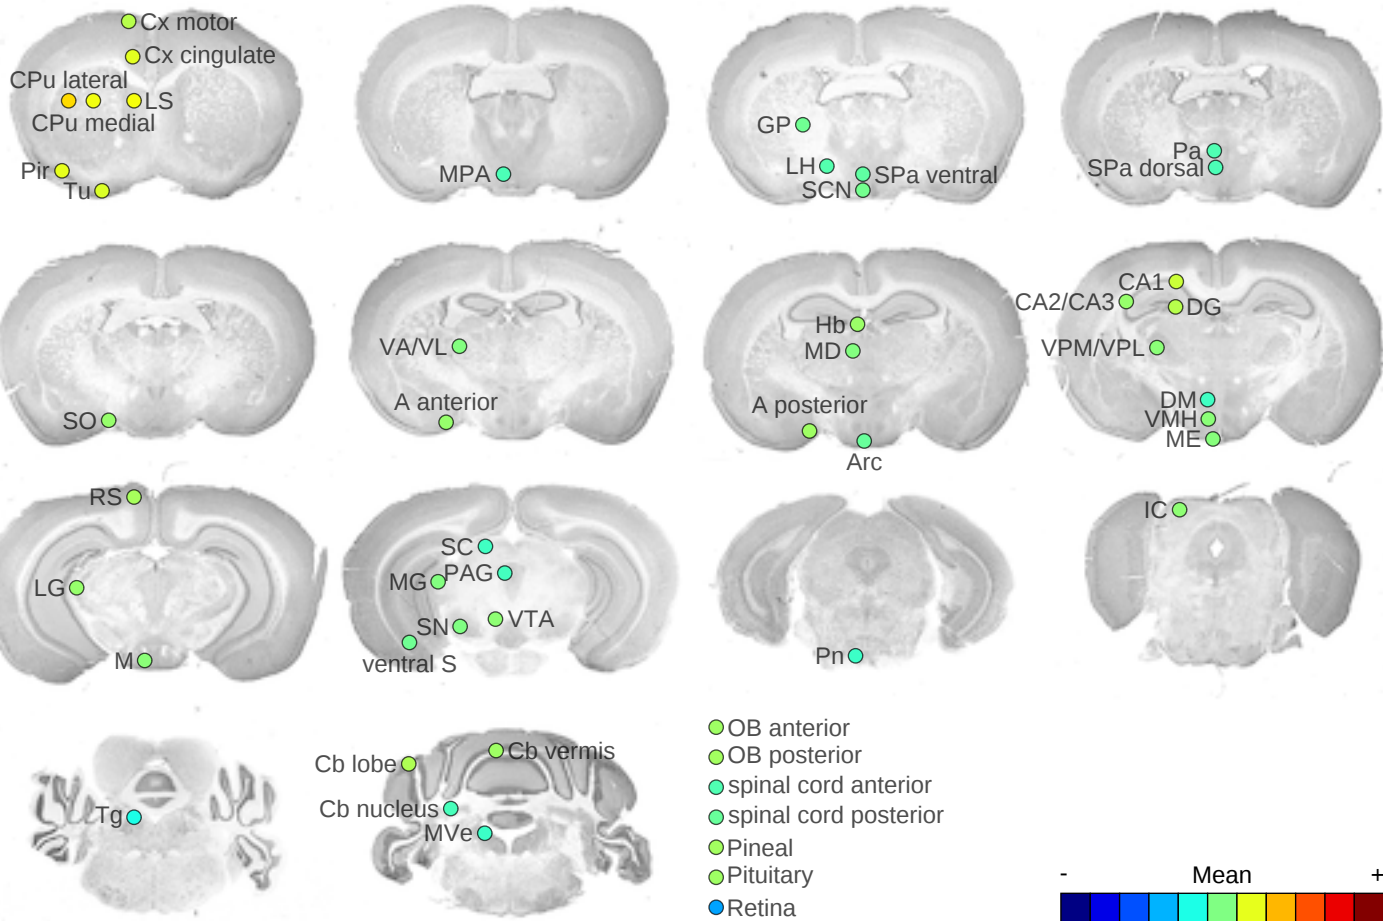 Cx motor
Cx cingulate
CPu lateral
LS
CPu medial
Pir
Tu
MPA
GP
LH
SPa ventral
SCN
Pa
SPa dorsal
SO
VA/VL
A anterior
Hb
MD
A posterior
Arc
CA1
CA2/CA3
DG
VPM/VPL
DM
VMH
ME
RS
LG
M
SC
PAG
MG
VTA
SN
ventral S
Pn
IC
Tg
Cb vermis
Cb lobe
Cb nucleus
MVe
OB anterior
OB posterior
spinal cord anterior
spinal cord posterior
Pineal
Pituitary
Retina
- Mean +